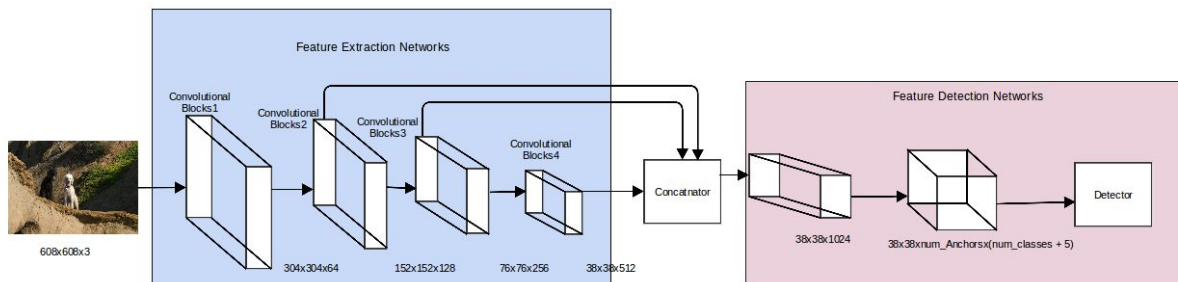 Feature Extraction Networks
Convolutional
Blocks1
Convolutional
Blocks2
Convolutional
Blocks3
Convolutional
Blocks4
608x608x3
304x304x64
152x152x128
76x76x256
38x38x512
Concatnator
Feature Detection Networks
38x38x1024
38x38xnum_Anchorsx(num_classes + 5)
Detector